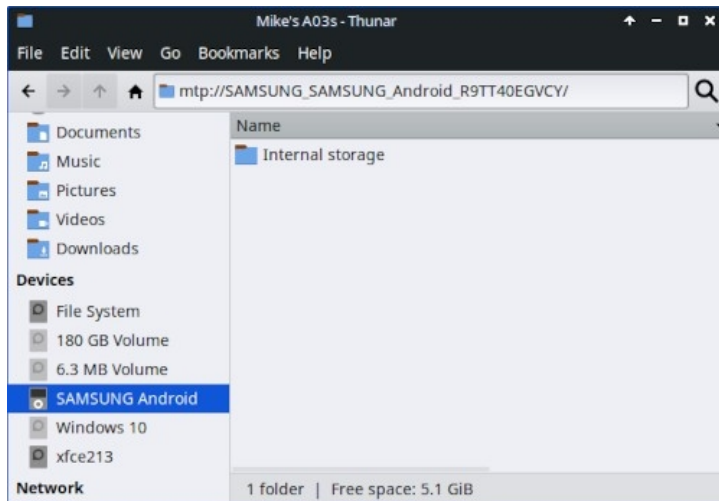 Mike's A03s - Thunar
File Edit View Go Bookmarks Help
mtp://SAMSUNG_SAMSUNG_Android_R9TT40EGVCY/
Documents
Music
Pictures
Videos
Downloads
Devices
File System
180 GB Volume
6.3 MB Volume
SAMSUNG Android
Windows 10
xfce213
Network
Name
Internal storage
1 folder | Free space: 5.1 GiB